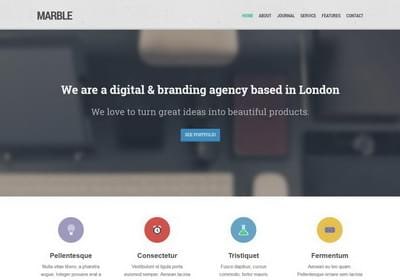 MARBLE
HOME ABOUT JOURNAL SERVICE FEATURES CONTACT
We are a digital & branding agency based in London
We love to turn great ideas into beautiful products.
SEE PORTFOLIO
Pellentesque Consectetur Tristiquet Fermentum
Nulla vitae libero, a pharetra Vestibulum id ligula porta Fusce dapibus, cursus Aenean eu leo quam.
augue. Integer posuere erat a euismod semper. Aenean lacinia commodo, tortor mauris Pellentesque ornare sem lacinia